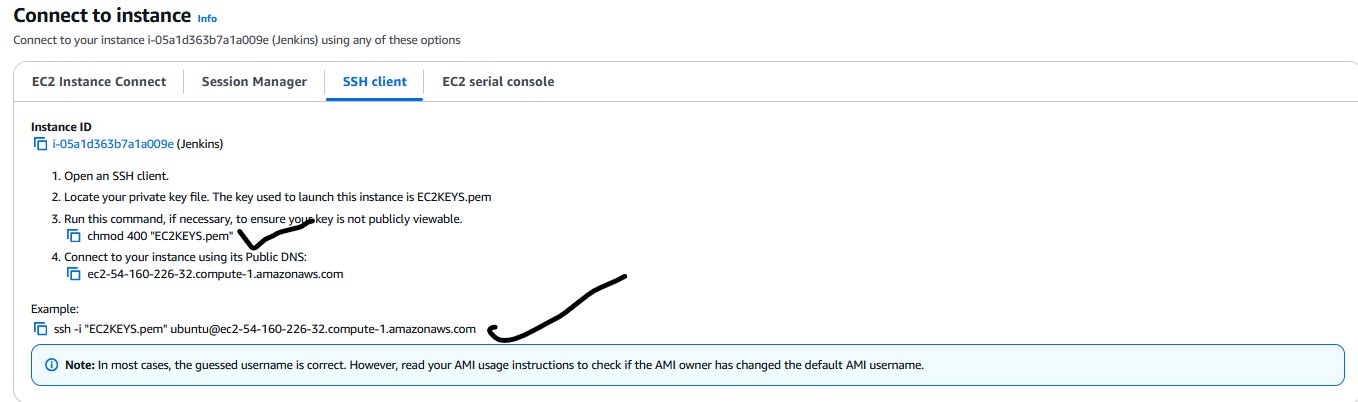 Connect to instance Info
Connect to your instance i-05a1d363b7a1a009e (Jenkins) using any of these options
EC2 Instance Connect Session Manager SSH client EC2 serial console
Instance ID
i-05a1d363b7a1a009e (Jenkins)
1. Open an SSH client.
2. Locate your private key file. The key used to launch this instance is EC2KEYS.pem
3. Run this command, if necessary, to ensure your key is not publicly viewable.
chmod 400 "EC2KEYS.pem"
4. Connect to your instance using its Public DNS:
ec2-54-160-226-32.compute-1.amazonaws.com
Example:
ssh -i "EC2KEYS.pem" ubuntu@ec2-54-160-226-32.compute-1.amazonaws.com
Note: In most cases, the guessed username is correct. However, read your AMI usage instructions to check if the AMI owner has changed the default AMI username.